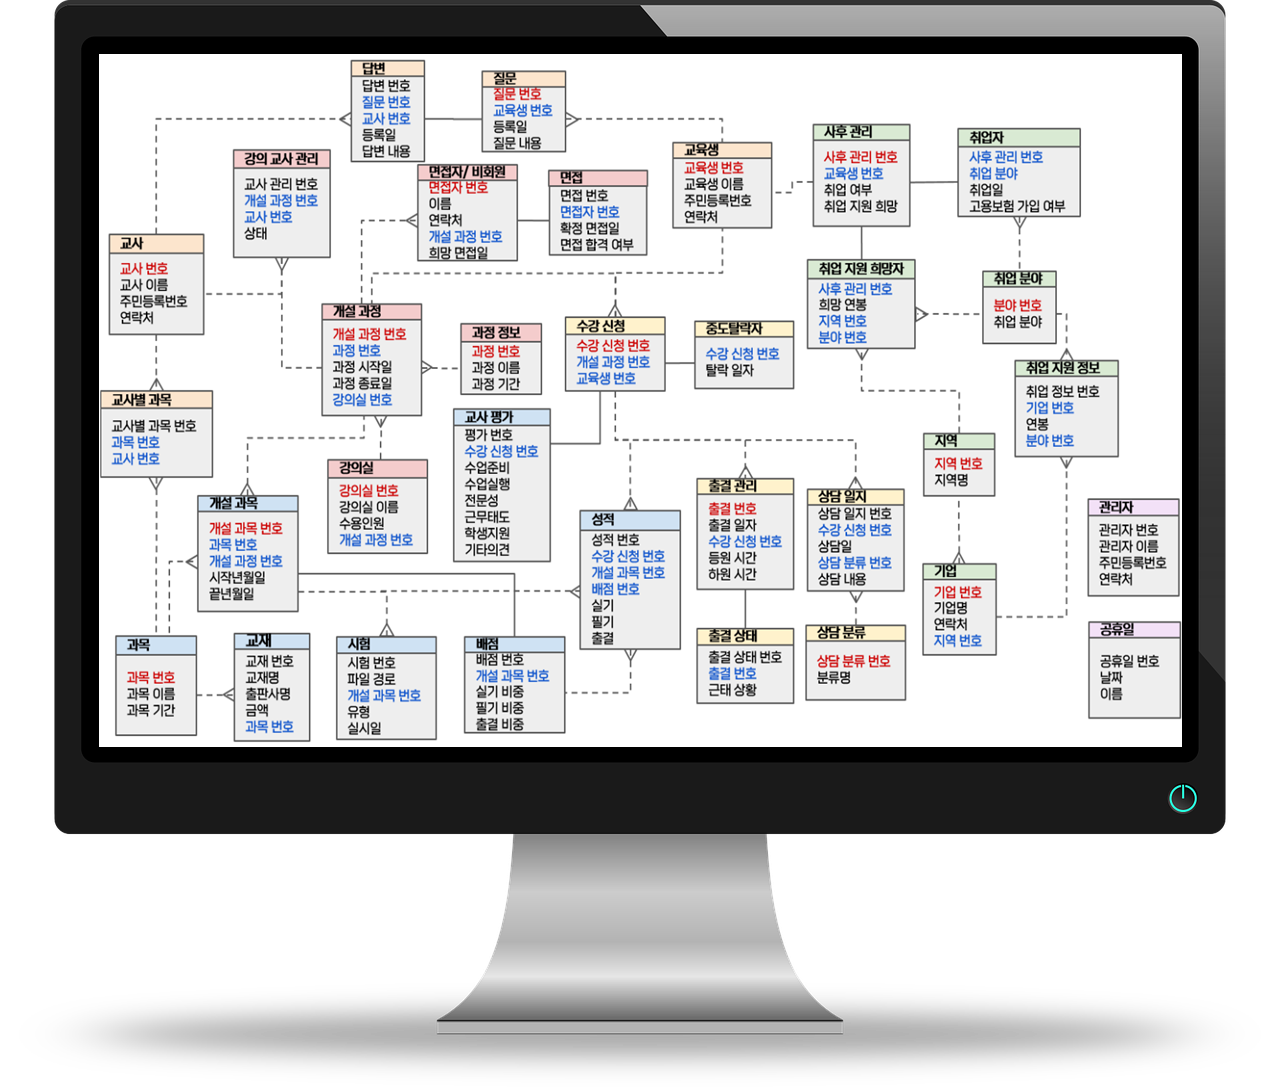 답변
답변 번호
질문 번호
교사 번호
등록일
답변 내용
질문
질문 번호
교육생 번호
등록일
질문 내용
교육생
교육생 번호
교육생 이름
주민등록번호
연락처
사후 관리
사후 관리 번호
교육생 번호
취업 여부
취업 지원 희망
취업자
사후 관리 번호
취업 분야
취업일
고용보험 가입 여부
강의 교사 관리
교사 관리 번호
개설 과정 번호
교사 번호
상태
면접자/ 비회원
면접자 번호
이름
연락처
개설 과정 번호
희망 면접일
면접
면접 번호
면접자 번호
확정 면접일
면접 합격 여부
교사
교사 번호
교사 이름
주민등록번호
연락처
취업 지원 희망자
사후 관리 번호
희망 연봉
지역 번호
분야 번호
취업 분야
분야 번호
취업 분야
개설 과정
개설 과정 번호
과정 번호
과정 시작일
과정 종료일
강의실 번호
과정 정보
과정 번호
과정 이름
과정 기간
수강 신청
수강 신청 번호
개설 과정 번호
교육생 번호
중도탈락자
수강 신청 번호
탈락 일자
취업 지원 정보
취업 정보 번호
기업 번호
연봉
분야 번호
교사별 과목
교사별 과목 번호
과목 번호
교사 번호
교사 평가
평가 번호
수강 신청 번호
수업준비
수업실행
전문성
근무태도
학생지원
기타의견
지역
지역 번호
지역명
강의실
강의실 번호
강의실 이름
수용인원
개설 과정 번호
개설 과목
개설 과목 번호
과목 번호
개설 과정 번호
시작년월일
끝년월일
성적
성적 번호
수강 신청 번호
개설 과목 번호
배점 번호
실기
필기
출결
출결 관리
출결 번호
출결 일자
수강 신청 번호
등원 시간
하원 시간
상담 일지
상담 일지 번호
수강 신청 번호
상담일
상담 분류 번호
상담 내용
관리자
관리자 번호
관리자 이름
주민등록번호
연락처
기업
기업 번호
기업명
연락처
지역 번호
과목
과목 번호
과목 이름
과목 기간
교재
교재 번호
교재명
출판사명
금액
과목 번호
시험
시험 번호
파일 경로
개설 과목 번호
유형
실시일
배점
배점 번호
개설 과목 번호
실기 비중
필기 비중
출결 비중
출결 상태
출결 상태 번호
출결 번호
근태 상황
상담 분류
상담 분류 번호
분류명
공휴일
공휴일 번호
날짜
이름